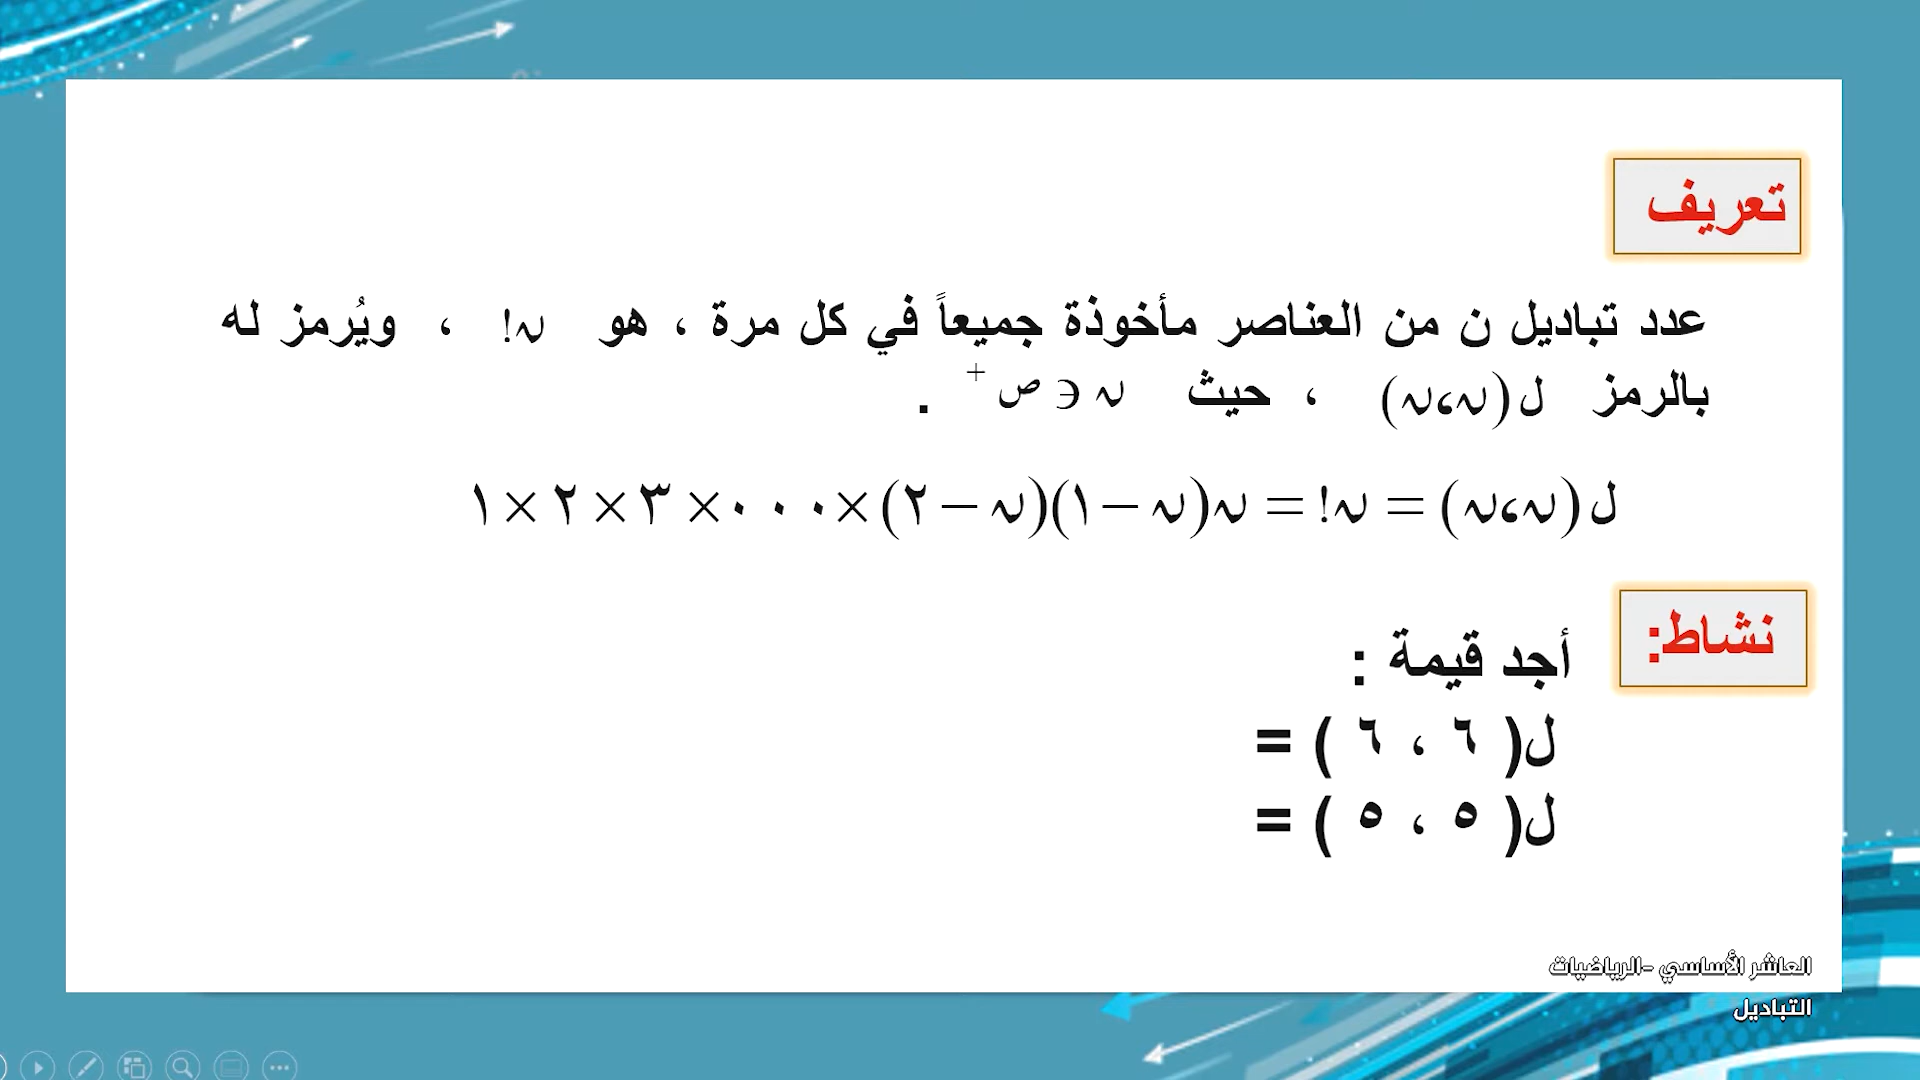 تعريف
عدد تباديل ن من العناصر مأخوذة جميعاً في كل مرة ، هو ن! ، ويُرمز له
بالرمز ل(ن،ن) ، حيث ن ∈ ص+ .
ل(ن،ن) = ن! = ن(ن – ١)(ن – ٢)×٠٠٠×٣×٢×١
نشاط:
أجد قيمة :
ل( ٦ ، ٦ ) =
ل( ٥ ، ٥ ) =
العاشر الأساسي -الرياضيات
التباديل